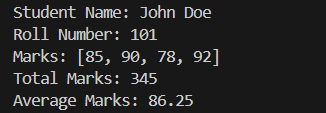 Student Name: John Doe
Roll Number: 101
Marks: [85, 90, 78, 92]
Total Marks: 345
Average Marks: 86.25